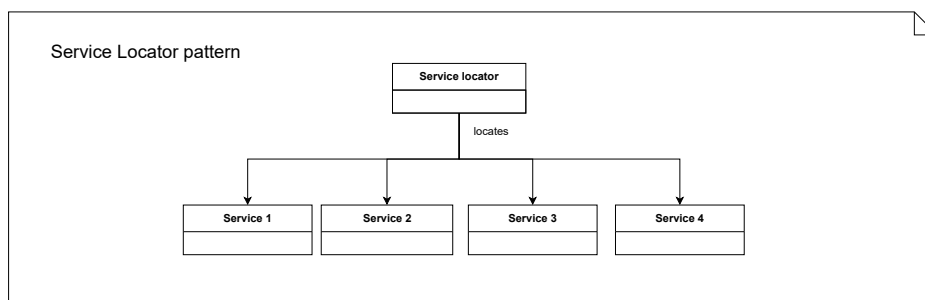 Service Locator pattern
Service locator
locates
Service 1
Service 2
Service 3
Service 4